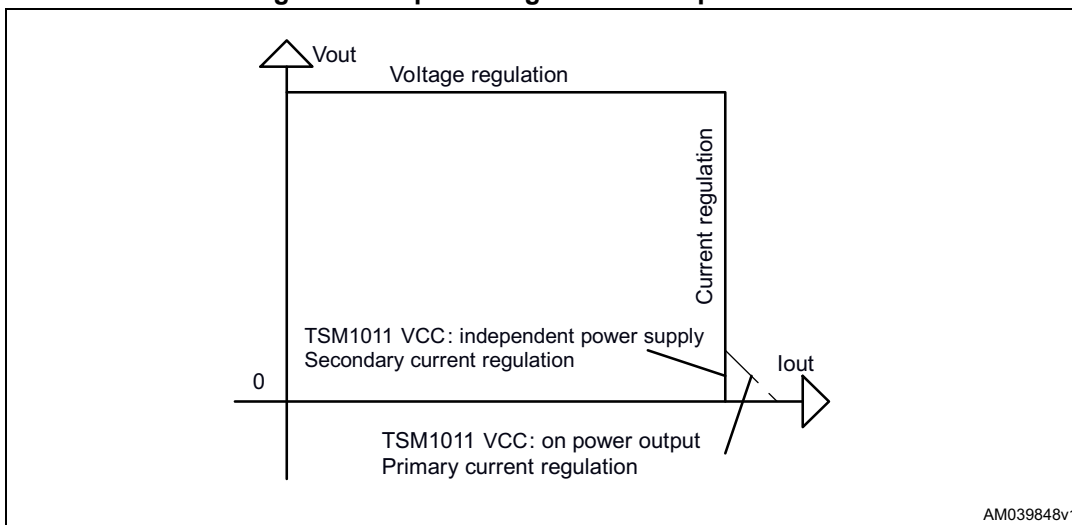 Vout
Voltage regulation
Current regulation
TSM1011 VCC: independent power supply
Secondary current regulation
Iout
0
TSM1011 VCC: on power output
Primary current regulation
AM039848v1